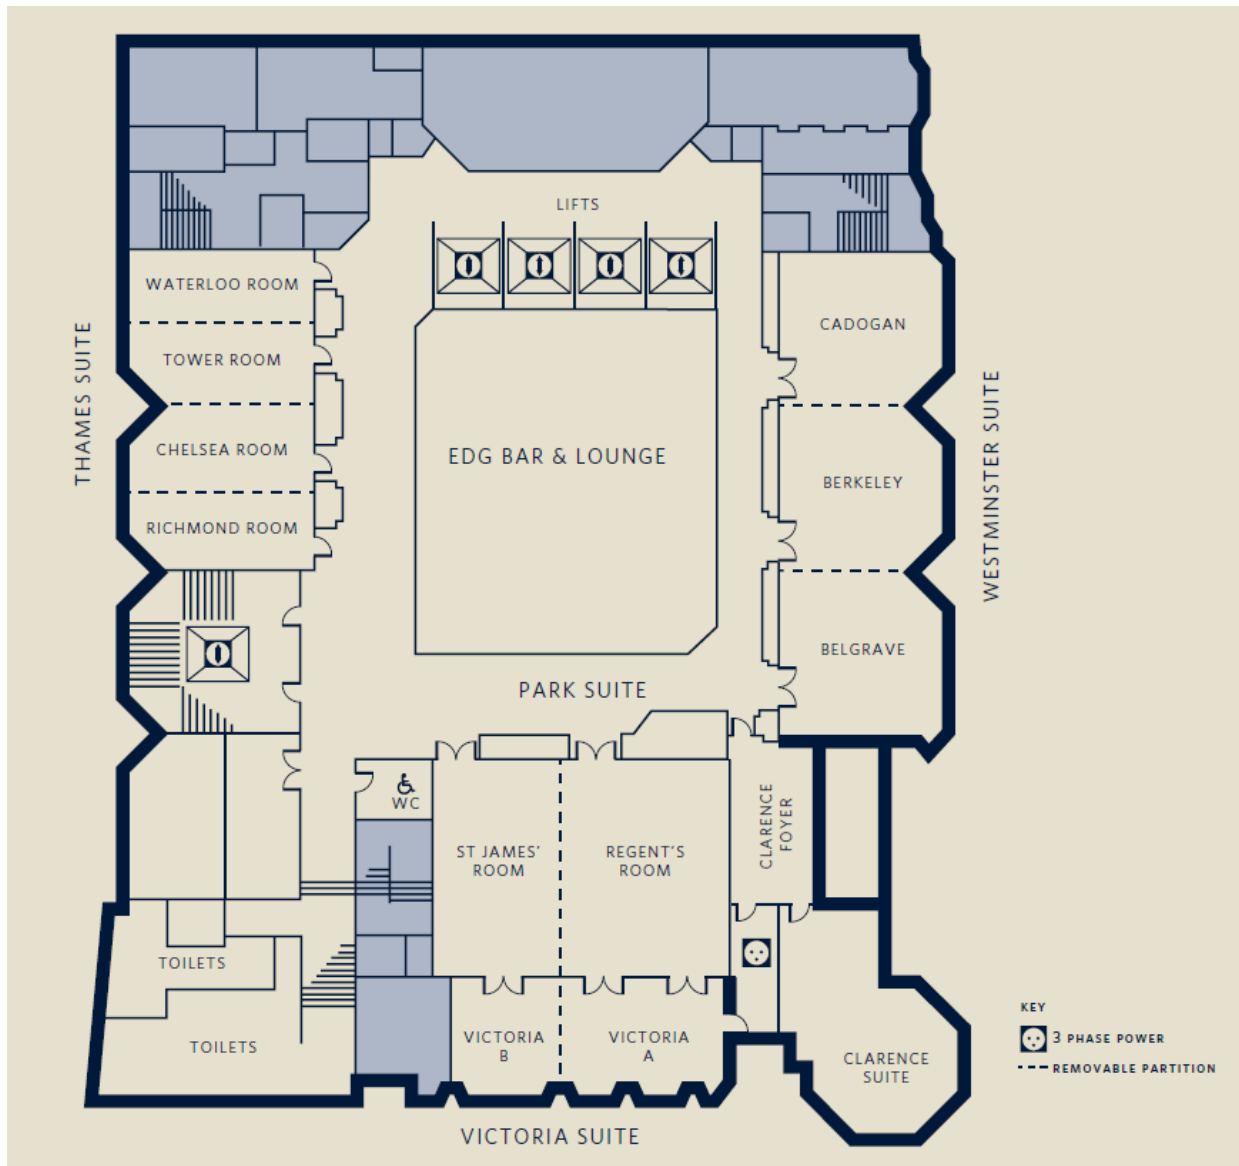 LIFTS
WATERLOO ROOM
TOWER ROOM
CHELSEA ROOM
RICHMOND ROOM
THAMES SUITE
EDG BAR & LOUNGE
CADOGAN
BERKELEY
BELGRAVE
WESTMINSTER SUITE
PARK SUITE
WC
ST JAMES'
ROOM
REGENT'S
ROOM
CLARENCE
FOYER
TOILETS
TOILETS
VICTORIA
B
VICTORIA
A
CLARENCE
SUITE
VICTORIA SUITE
KEY
3 PHASE POWER
REMOVABLE PARTITION